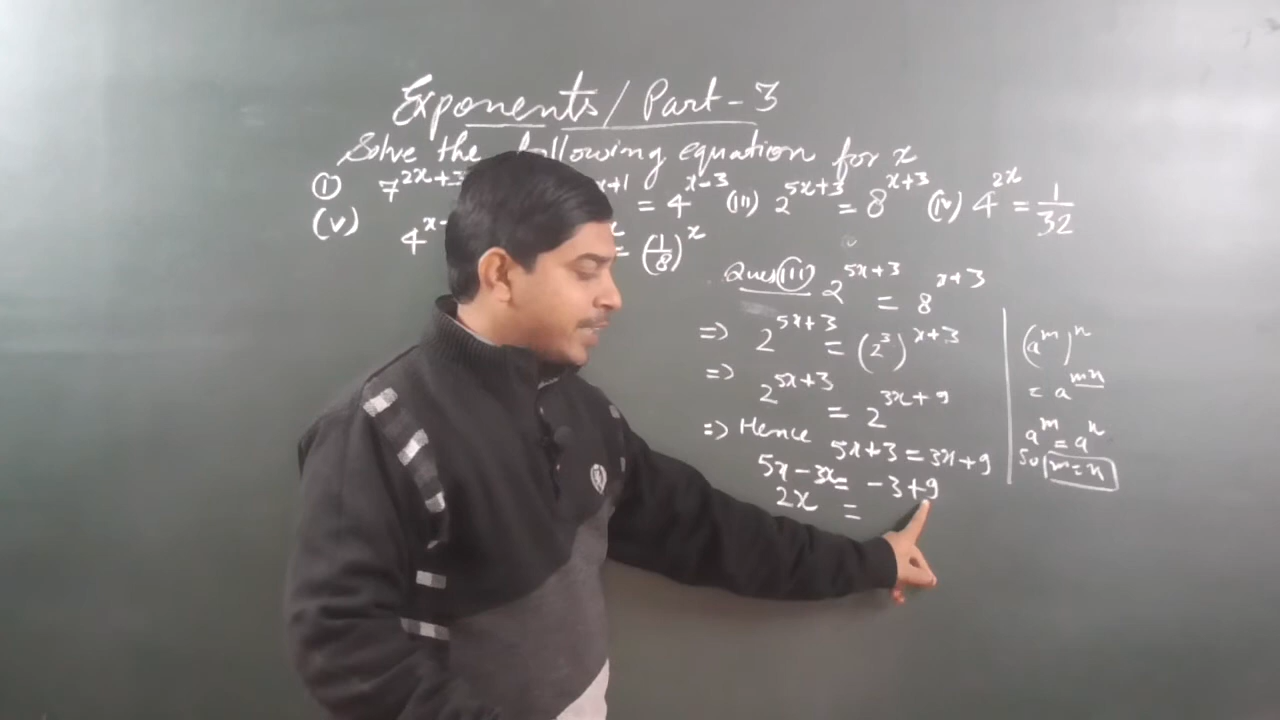 Exponents/Part-3
Solve the following equation for x
(i) 7^{2x+3 x+1 = 4^{x-3} (iii) 2^{5x+3} = 8^{x+3} (iv) 4^{2x} = 1/32
(v) 4^{x- x = (1/8)^x
Ques (iii) 2^{5x+3} = 8^{x+3}
=> 2^{5x+3} = (2^3)^{x+3}
=> 2^{5x+3} = 2^{3x+9}
=> Hence 5x+3 = 3x+9
5x-3x = -3+9
2x =
(a^m)^n
= a^{mn}
a^m = a^n
So m=n